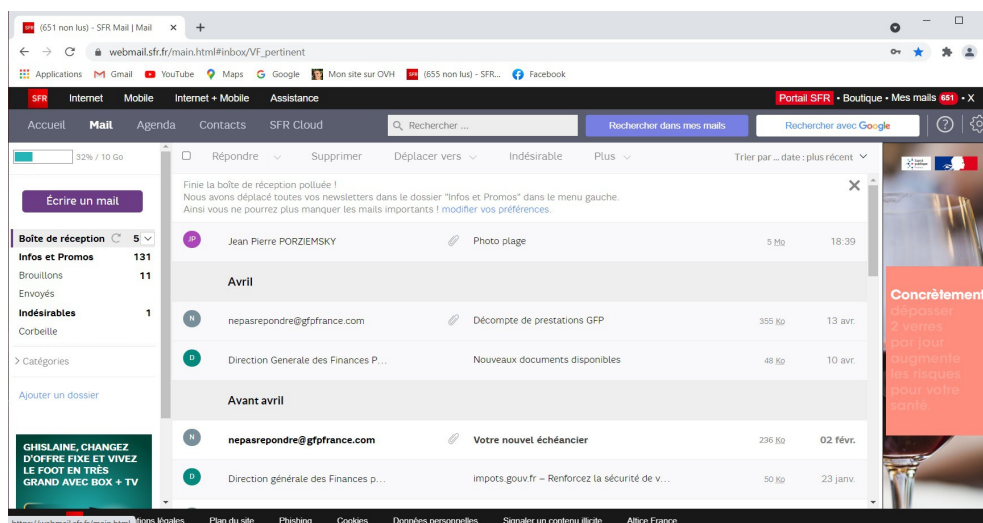 SFR (651 non lus) - SFR Mail | Mail × +
webmail.sfr.fr/main.html#inbox/VF_pertinent
Applications Gmail YouTube Maps Google Mon site sur OVH (655 non lus) - SFR... Facebook
SFR Internet Mobile Internet + Mobile Assistance Portail SFR • Boutique • Mes mails 651 • X
Accueil Mail Agenda Contacts SFR Cloud Rechercher ... Rechercher dans mes mails Rechercher avec Google
32% / 10 Go Répondre Supprimer Déplacer vers Indésirable Plus Trier par ... date : plus récent
Finie la boîte de réception polluée !
Nous avons déplacé toutes vos newsletters dans le dossier "Infos et Promos" dans le menu gauche.
Ainsi vous ne pourrez plus manquer les mails importants ! modifier vos préférences.
Écrire un mail
Boîte de réception 5
Infos et Promos 131
Brouillons 11
Envoyés
Indésirables 1
Corbeille
> Catégories
Ajouter un dossier
GHISLAINE, CHANGEZ
D'OFFRE FIXE ET VIVEZ
LE FOOT EN TRÈS
GRAND AVEC BOX + TV
JP Jean Pierre PORZIEMSKY Photo plage 5 Mo 18:39
Avril
N nepasrepondre@gfpfrance.com Décompte de prestations GFP 355 Ko 13 avr.
D Direction Generale des Finances P... Nouveaux documents disponibles 48 Ko 10 avr.
Avant avril
N nepasrepondre@gfpfrance.com Votre nouvel échéancier 236 Ko 02 févr.
D Direction générale des Finances p... impots.gouv.fr – Renforcez la sécurité de v... 50 Ko 23 janv.
Concrètement
dépasser
2 verres
par jour
augmente
les risques
pour votre
santé.
Plan du site Phishing Cookies Données personnelles Signaler un contenu illicite Altice France